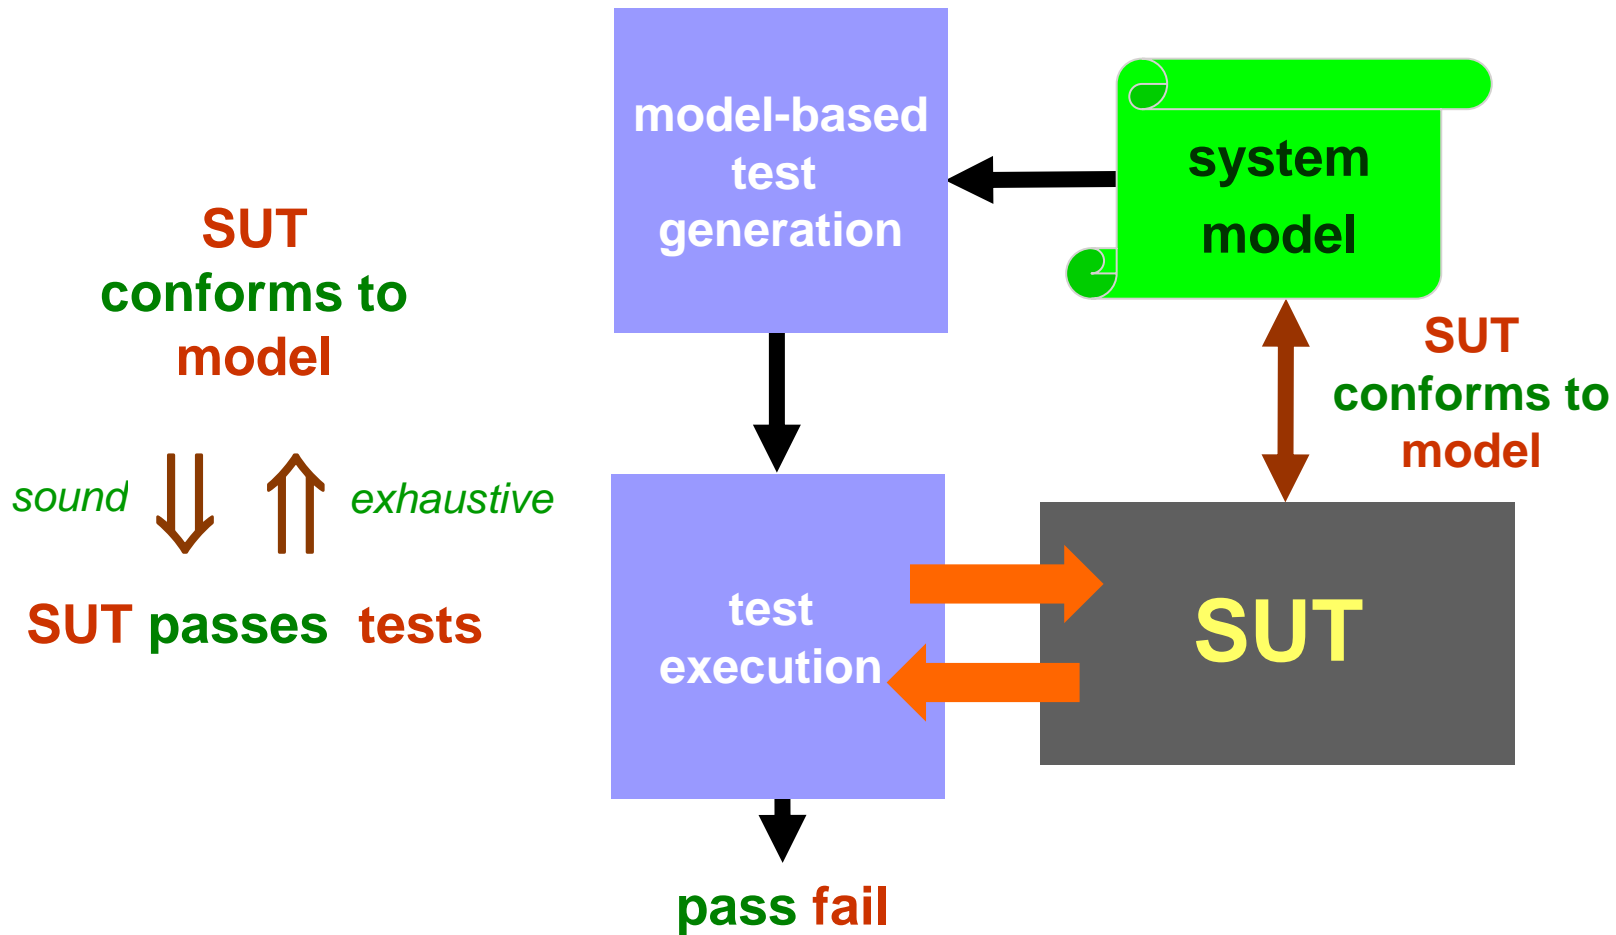 model-based
test
generation
system
model
SUT
conforms to
model
SUT
conforms to
model
sound
exhaustive
SUT passes tests
test
execution
SUT
pass fail